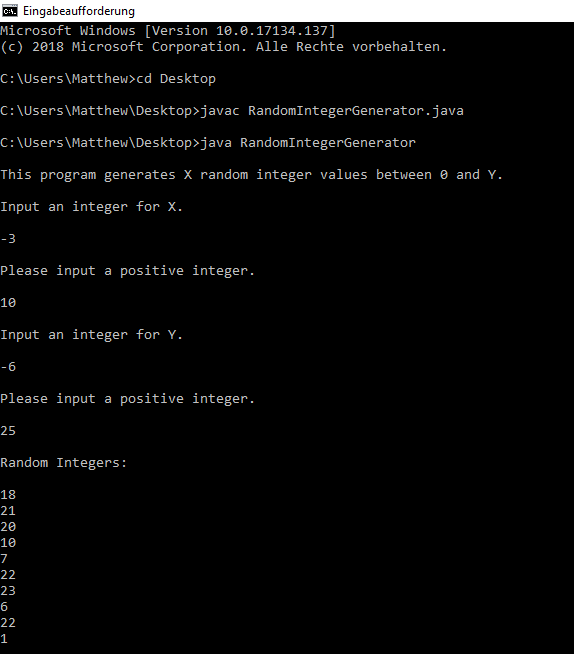 Eingabeaufforderung
Microsoft Windows [Version 10.0.17134.137]
(c) 2018 Microsoft Corporation. Alle Rechte vorbehalten.
C:\Users\Matthew>cd Desktop
C:\Users\Matthew\Desktop>javac RandomIntegerGenerator.java
C:\Users\Matthew\Desktop>java RandomIntegerGenerator
This program generates X random integer values between 0 and Y.
Input an integer for X.
-3
Please input a positive integer.
10
Input an integer for Y.
-6
Please input a positive integer.
25
Random Integers:
18
21
20
10
7
22
23
6
22
1